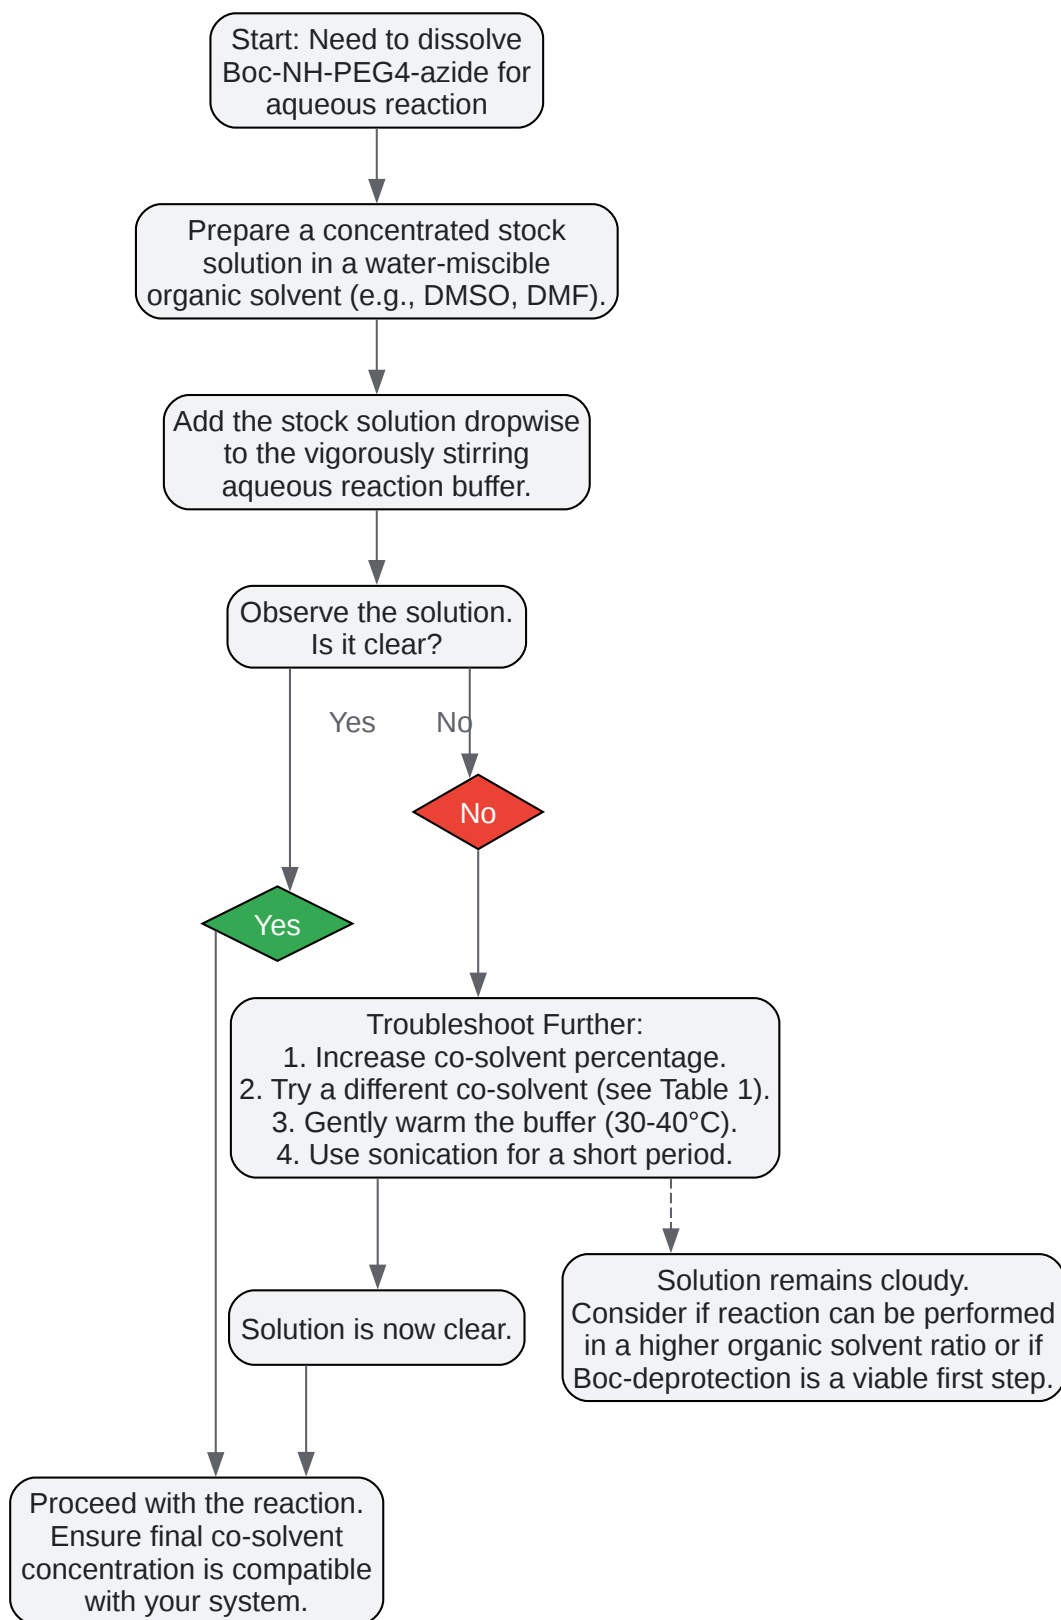 Start: Need to dissolve
Boc-NH-PEG4-azide for
aqueous reaction
Prepare a concentrated stock
solution in a water-miscible
organic solvent (e.g., DMSO, DMF).
Add the stock solution dropwise
to the vigorously stirring
aqueous reaction buffer.
Observe the solution.
Is it clear?
Yes
No
No
Yes
Troubleshoot Further:
1. Increase co-solvent percentage.
2. Try a different co-solvent (see Table 1).
3. Gently warm the buffer (30-40°C).
4. Use sonication for a short period.
Solution remains cloudy.
Consider if reaction can be performed
in a higher organic solvent ratio or if
Boc-deprotection is a viable first step.
Solution is now clear.
Proceed with the reaction.
Ensure final co-solvent
concentration is compatible
with your system.